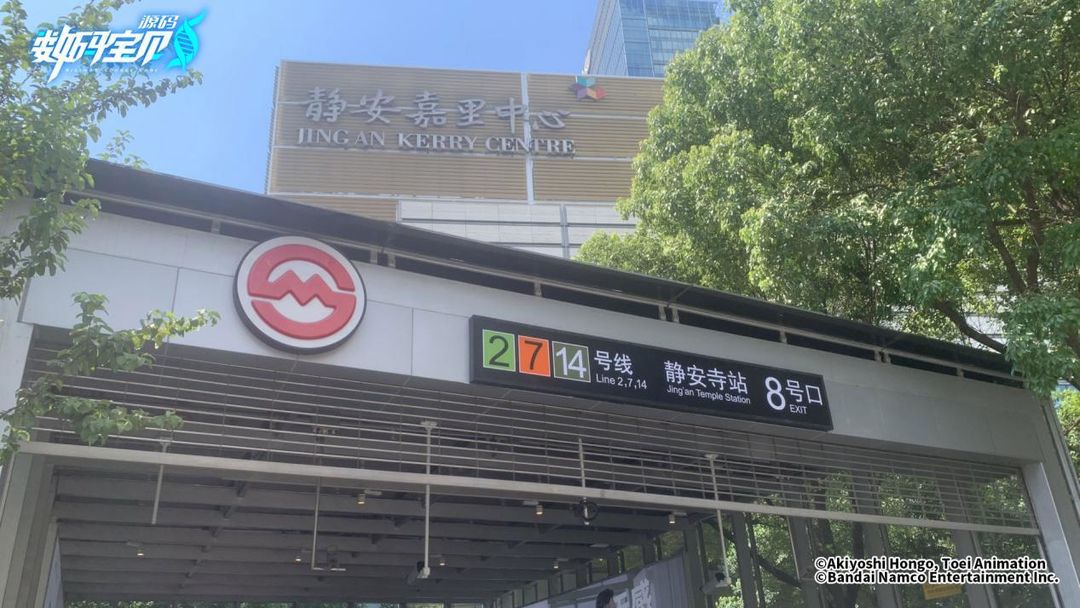 源码
数码宝贝
静安嘉里中心
JING AN KERRY CENTRE
2 7 14 号线
Line 2,7,14
静安寺站
Jing'an Temple Station
8号口
EXIT
©Akiyoshi Hongo, Toei Animation
©Bandai Namco Entertainment Inc.